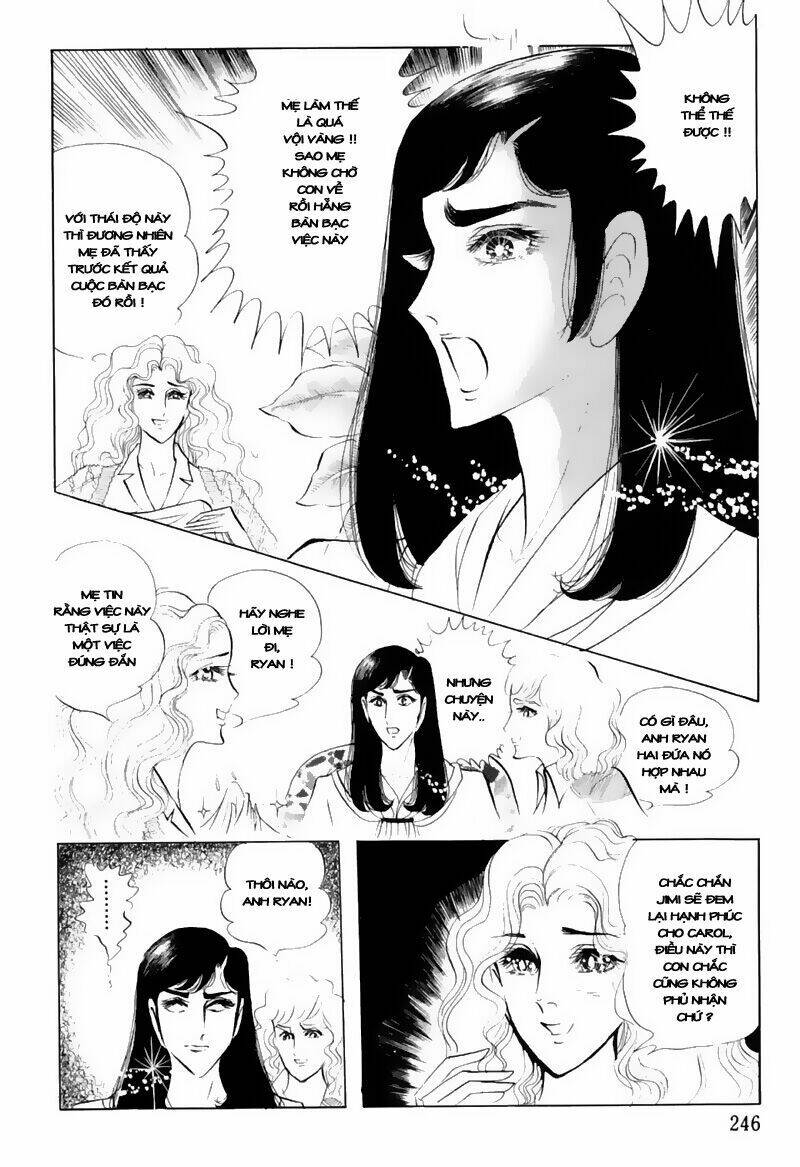 KHÔNG
THỂ THẾ
ĐƯỢC !!
MẸ LÀM THẾ
LÀ QUÁ
VỘI VÀNG !!
SAO MẸ
KHÔNG CHỜ
CON VỀ
RỒI HẴNG
BÀN BẠC
VIỆC NÀY
VỚI THÁI ĐỘ NÀY
THÌ ĐƯƠNG NHIÊN
MẸ ĐÃ THẤY
TRƯỚC KẾT QUẢ
CUỘC BÀN BẠC
ĐÓ RỒI !
MẸ TIN
RẰNG VIỆC NÀY
THẬT SỰ LÀ
MỘT VIỆC
ĐÚNG ĐẮN
HÃY NGHE
LỜI MẸ
ĐI,
RYAN !
NHƯNG
CHUYỆN
NÀY..
CÓ GÌ ĐÂU,
ANH RYAN
HAI ĐỨA NÓ
HỢP NHAU
MÀ !
.........
THÔI NÀO,
ANH RYAN!
CHẮC CHẮN
JIMI SẼ ĐEM
LẠI HẠNH PHÚC
CHO CAROL,
ĐIỀU NÀY THÌ
CON CHẮC
CŨNG KHÔNG
PHỦ NHẬN
CHỨ ?
246